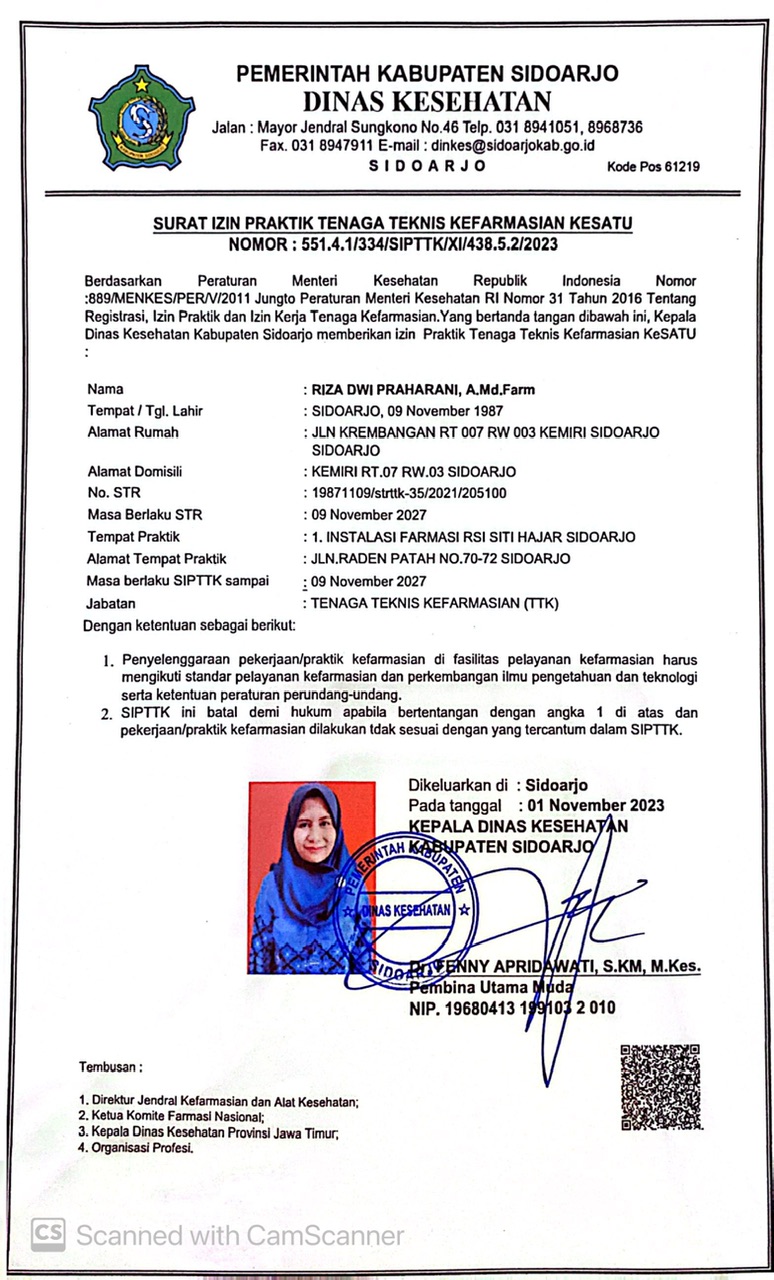 PEMERINTAH KABUPATEN SIDOARJO
DINAS KESEHATAN
Jalan : Mayor Jendral Sungkono No.46 Telp. 031 8941051, 8968736
Fax. 031 8947911 E-mail : dinkes@sidoarjokab.go.id
S I D O A R J O Kode Pos 61219
SURAT IZIN PRAKTIK TENAGA TEKNIS KEFARMASIAN KESATU
NOMOR : 551.4.1/334/SIPTTK/XI/438.5.2/2023
Berdasarkan Peraturan Menteri Kesehatan Republik Indonesia Nomor
:889/MENKES/PER/V/2011 Jungto Peraturan Menteri Kesehatan RI Nomor 31 Tahun 2016 Tentang
Registrasi, Izin Praktik dan Izin Kerja Tenaga Kefarmasian.Yang bertanda tangan dibawah ini, Kepala
Dinas Kesehatan Kabupaten Sidoarjo memberikan izin Praktik Tenaga Teknis Kefarmasian KeSATU
:
Nama : RIZA DWI PRAHARANI, A.Md.Farm
Tempat / Tgl. Lahir : SIDOARJO, 09 November 1987
Alamat Rumah : JLN KREMBANGAN RT 007 RW 003 KEMIRI SIDOARJO
SIDOARJO
Alamat Domisili : KEMIRI RT.07 RW.03 SIDOARJO
No. STR : 19871109/strttk-35/2021/205100
Masa Berlaku STR : 09 November 2027
Tempat Praktik : 1. INSTALASI FARMASI RSI SITI HAJAR SIDOARJO
Alamat Tempat Praktik : JLN.RADEN PATAH NO.70-72 SIDOARJO
Masa berlaku SIPTTK sampai : 09 November 2027
Jabatan : TENAGA TEKNIS KEFARMASIAN (TTK)
Dengan ketentuan sebagai berikut:
1. Penyelenggaraan pekerjaan/praktik kefarmasian di fasilitas pelayanan kefarmasian harus
mengikuti standar pelayanan kefarmasian dan perkembangan ilmu pengetahuan dan teknologi
serta ketentuan peraturan perundang-undang.
2. SIPTTK ini batal demi hukum apabila bertentangan dengan angka 1 di atas dan
pekerjaan/praktik kefarmasian dilakukan tdak sesuai dengan yang tercantum dalam SIPTTK.
Dikeluarkan di : Sidoarjo
Pada tanggal : 01 November 2023
KEPALA DINAS KESEHATAN
KABUPATEN SIDOARJO
PEMERINTAH KABUPATEN
DINAS KESEHATAN
SIDOARJO
FENNY APRIDAWATI, S.KM, M.Kes.
Pembina Utama Muda
NIP. 19680413 199103 2 010
Tembusan :
1. Direktur Jendral Kefarmasian dan Alat Kesehatan;
2. Ketua Komite Farmasi Nasional;
3. Kepala Dinas Kesehatan Provinsi Jawa Timur;
4. Organisasi Profesi.
CS Scanned with CamScanner